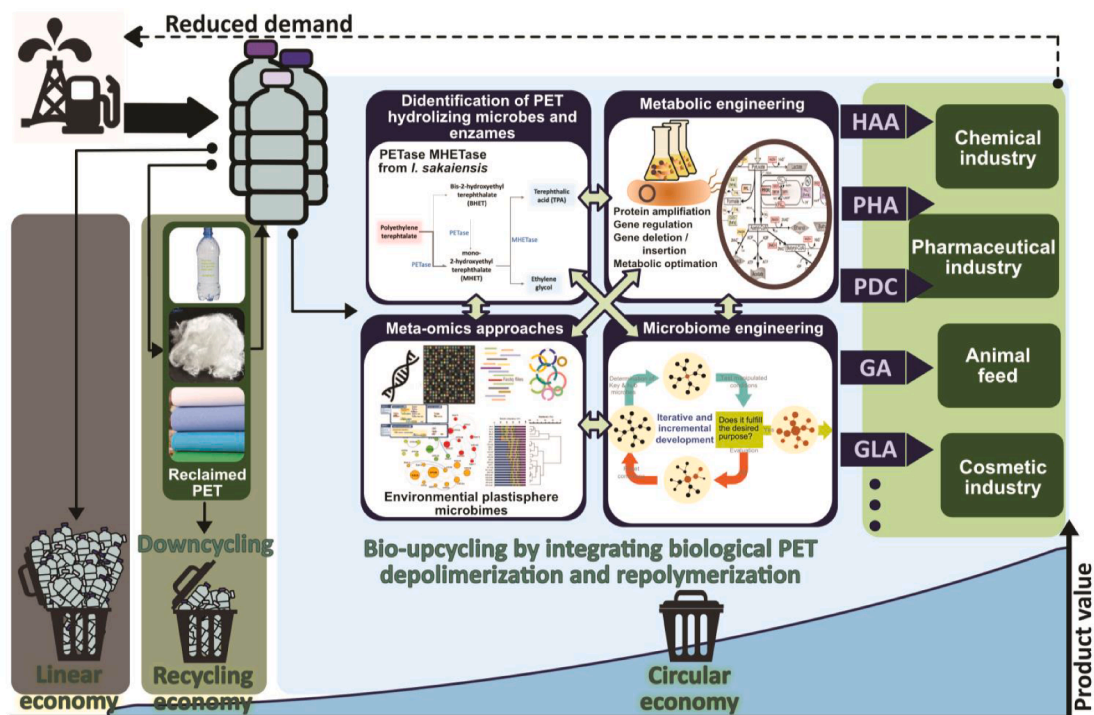 Reduced demand
Didentification of PET
hydrolizing microbes and
enzames
PETase MHETase
from I. sakaiensis
Bis-2-hydroxyethyl
terephthalate
(BHET)
Terephthalic
acid (TPA)
Polyethylene
terephtalate
PETase
MHETase
PETase
mono-
2-hydroxyethyl
terephthalate
(MHET)
Ethylene
glycol
Metabolic engineering
Protein amplifiation
Gene regulation
Gene deletion /
insertion
Metabolic optimation
Meta-omics approaches
Environmential plastisphere
microbimes
Microbiome engineering
Iterative and
incremental
development
Does it fulfill
the desired
purpose?
Evaluation
HAA
PHA
PDC
GA
GLA
Chemical
industry
Pharmaceutical
industry
Animal
feed
Cosmetic
industry
Reclaimed
PET
Downcycling
Bio-upcycling by integrating biological PET
depolimerization and repolymerization
Linear
economy
Recycling
economy
Circular
economy
Product value